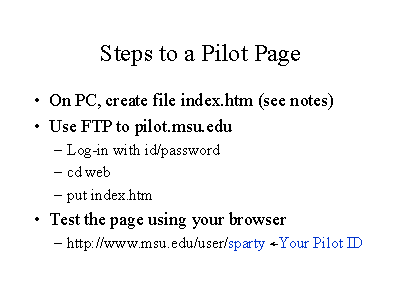 Steps to a Pilot Page
• On PC, create file index.htm (see notes)
• Use FTP to pilot.msu.edu
– Log-in with id/password
– cd web
– put index.htm
• Test the page using your browser
– http://www.msu.edu/user/sparty ←Your Pilot ID